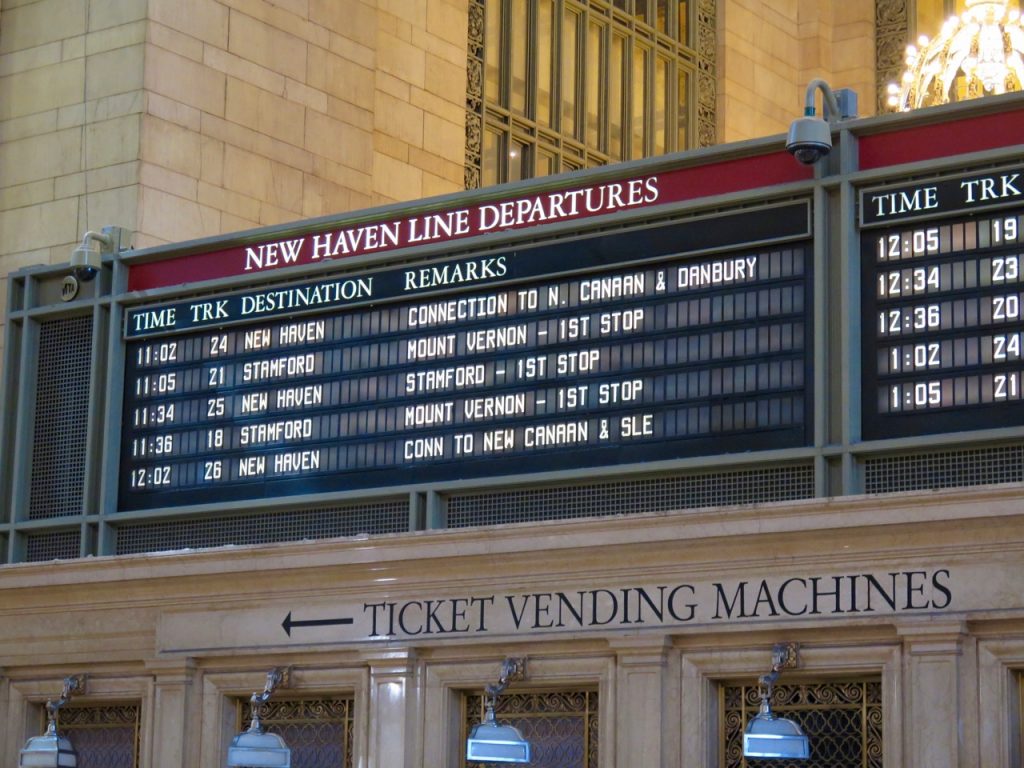 NEW HAVEN LINE DEPARTURES
TIME TRK DESTINATION REMARKS
11:02 24 NEW HAVEN CONNECTION TO N. CANAAN & DANBURY
11:05 21 STAMFORD MOUNT VERNON - 1ST STOP
11:34 25 NEW HAVEN STAMFORD - 1ST STOP
11:36 18 STAMFORD MOUNT VERNON - 1ST STOP
12:02 26 NEW HAVEN CONN TO NEW CANAAN & SLE
TIME TRK
12:05 19
12:34 23
12:36 20
1:02 24
1:05 21
← TICKET VENDING MACHINES